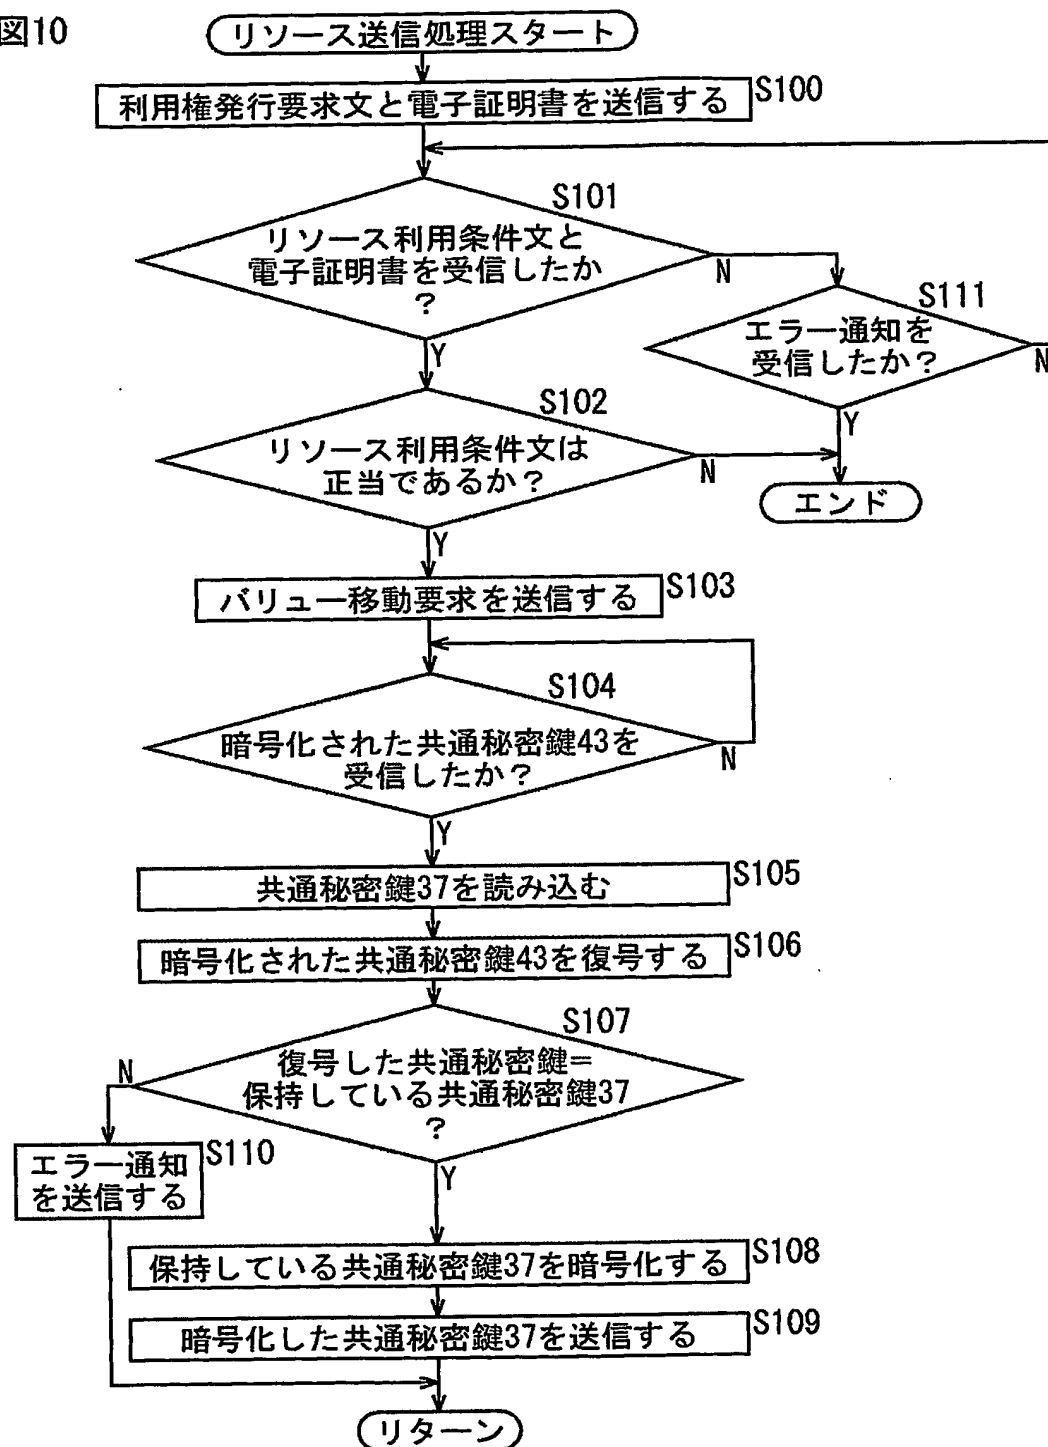 図10
リソース送信処理スタート
利用権発行要求文と電子証明書を送信する
S100
S101
リソース利用条件文と
電子証明書を受信したか
？
N
Y
S111
エラー通知を
受信したか？
N
Y
S102
リソース利用条件文は
正当であるか？
N
Y
エンド
バリュー移動要求を送信する
S103
S104
暗号化された共通秘密鍵43を
受信したか？
N
Y
共通秘密鍵37を読み込む
S105
暗号化された共通秘密鍵43を復号する
S106
S107
復号した共通秘密鍵=
保持している共通秘密鍵37
？
N
Y
エラー通知
を送信する
S110
保持している共通秘密鍵37を暗号化する
S108
暗号化した共通秘密鍵37を送信する
S109
リターン